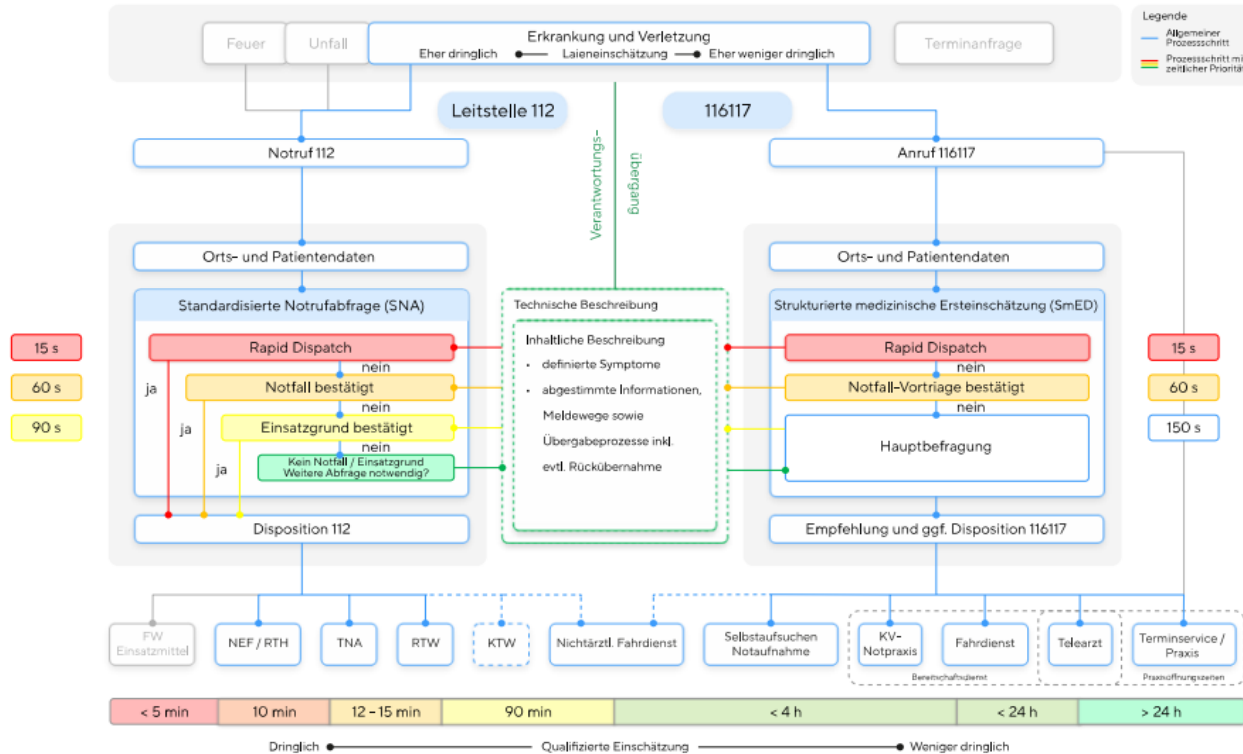 Legende
Allgemeiner
Prozessschritt
Prozessschritt mit
zeitlicher Priorität
Feuer
Unfall
Erkrankung und Verletzung
Eher dringlich
Laieneinschätzung
Eher weniger dringlich
Terminanfrage
Leitstelle 112
116117
Verantwortungs-
übergang
Notruf 112
Anruf 116117
Orts- und Patientendaten
Orts- und Patientendaten
Standardisierte Notrufabfrage (SNA)
Technische Beschreibung
Strukturierte medizinische Ersteinschätzung (SmED)
15 s
60 s
90 s
Rapid Dispatch
nein
Notfall bestätigt
nein
Einsatzgrund bestätigt
nein
Kein Notfall / Einsatzgrund
Weitere Abfrage notwendig?
ja
ja
ja
Inhaltliche Beschreibung
• definierte Symptome
• abgestimmte Informationen,
Meldewege sowie
Übergabeprozesse inkl.
evtl. Rückübernahme
Rapid Dispatch
nein
Notfall-Vortriage bestätigt
nein
Hauptbefragung
15 s
60 s
150 s
Disposition 112
Empfehlung und ggf. Disposition 116117
FW
Einsatzmittel
NEF / RTH
TNA
RTW
KTW
Nichtärztl. Fahrdienst
Selbstaufsuchen
Notaufnahme
KV-
Notpraxis
Fahrdienst
Telearzt
Terminservice /
Praxis
Bereitschaftsdienst
Praxisöffnungszeiten
< 5 min
10 min
12 – 15 min
90 min
< 4 h
< 24 h
> 24 h
Dringlich
Qualifizierte Einschätzung
Weniger dringlich